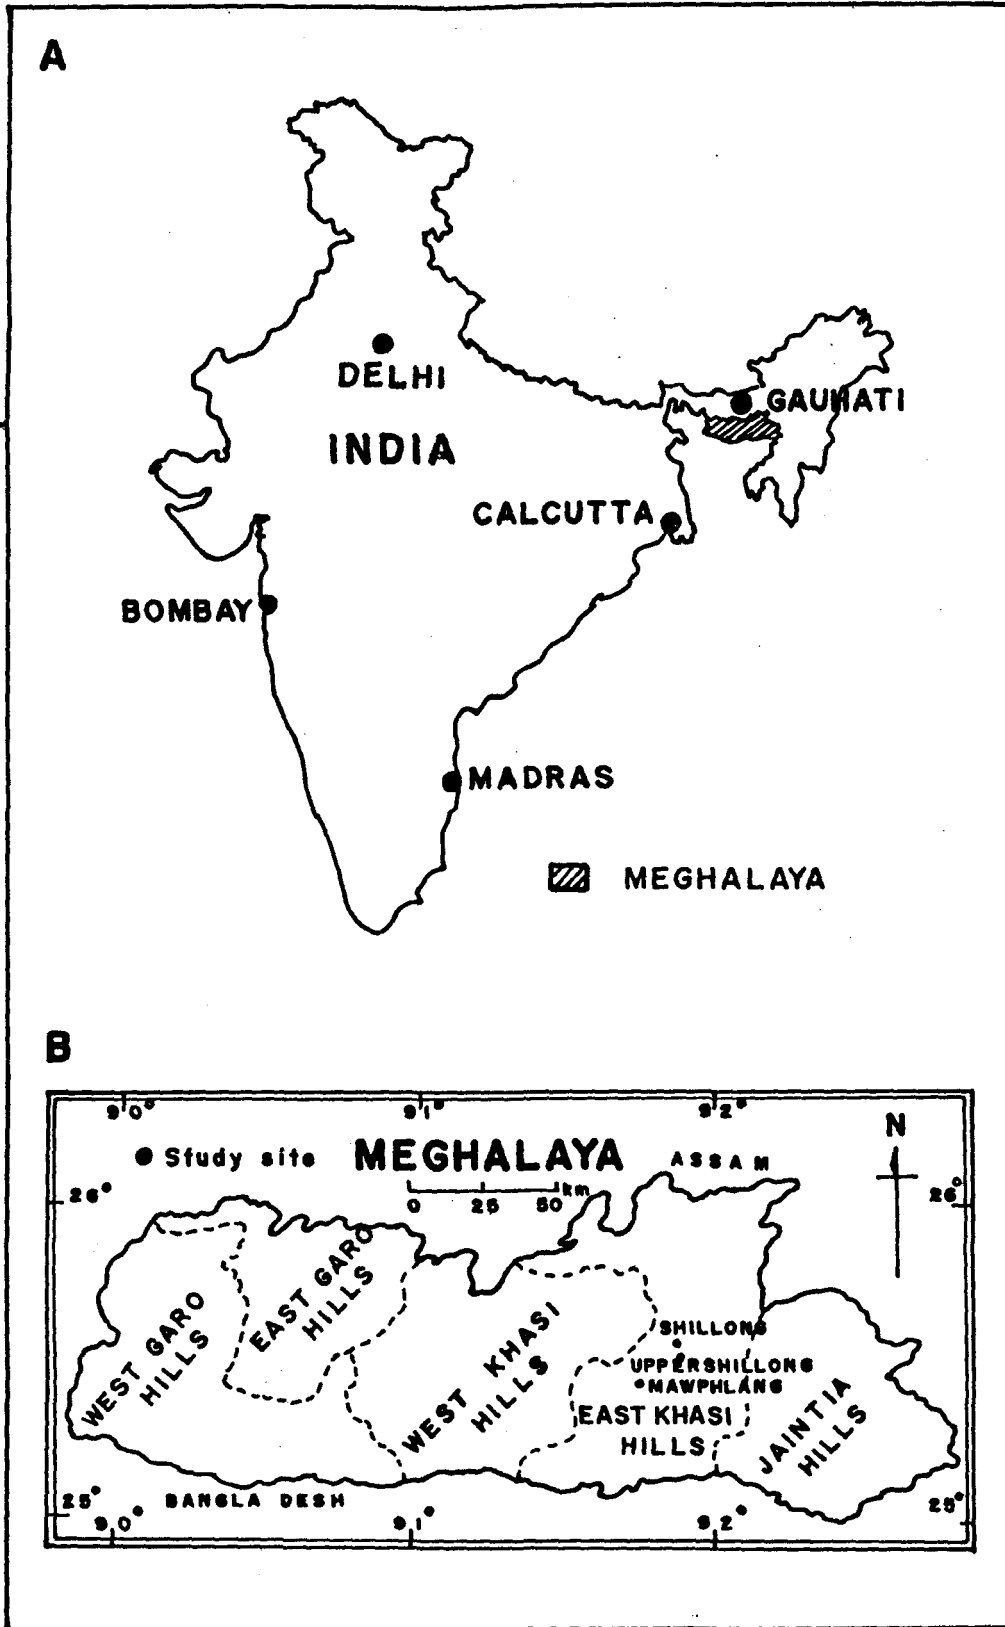 A
DELHI
GAUHATI
INDIA
CALCUTTA
BOMBAY
MADRAS
MEGHALAYA
B
90° 91° 92°
N
Study site
MEGHALAYA
ASSAM
0 25 50 km
26° 26°
WEST GARO
HILLS
EAST GARO
HILLS
WEST KHASI
HILLS
SHILLONG
UPPERSHILLONG
MAWPHLANG
EAST KHASI
HILLS
JAINTIA
HILLS
25° 25°
BANGLA DESH
90° 91° 92°